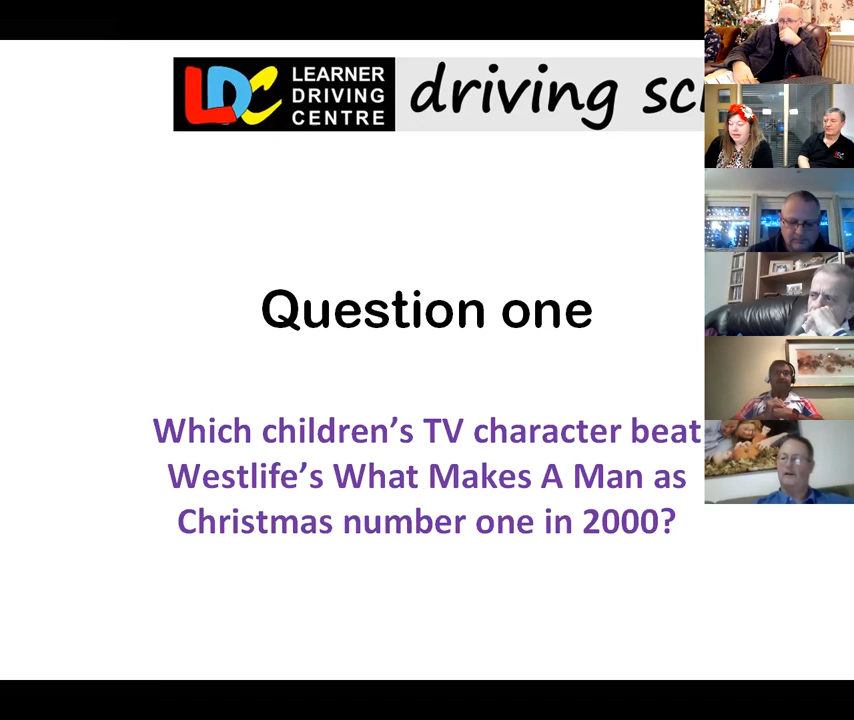 LDC
LEARNER
DRIVING
CENTRE
driving
Question one
Which children’s TV character beat
Westlife’s What Makes A Man as
Christmas number one in 2000?